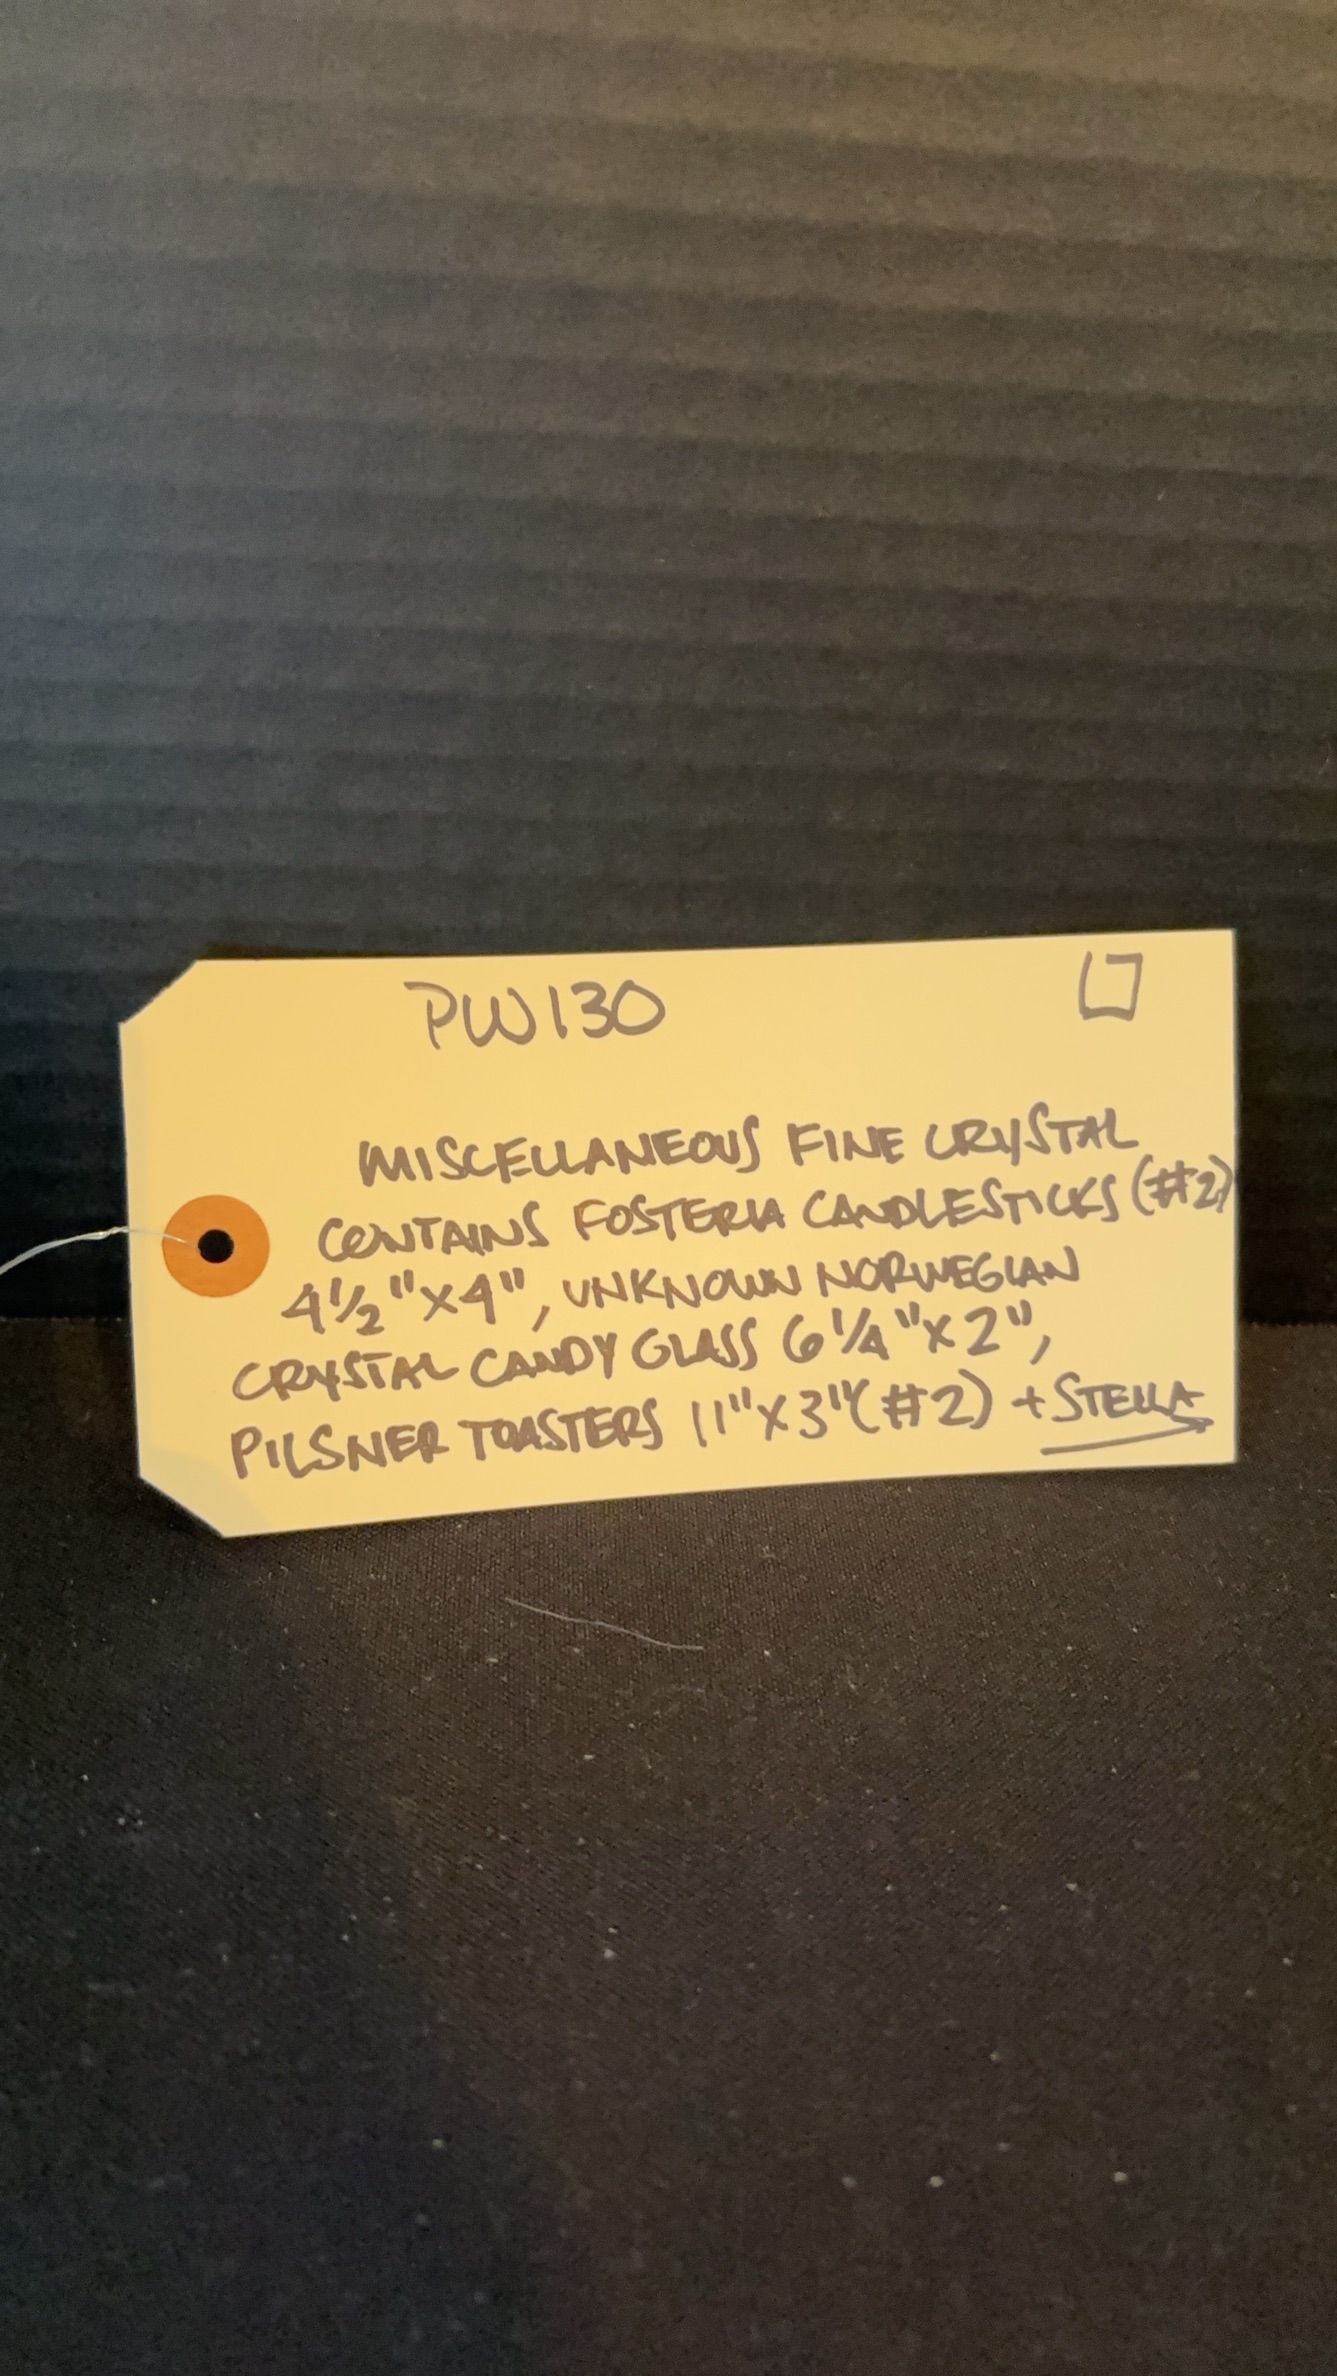 PW130
MISCELLANEOUS FINE CRYSTAL
CONTAINS FOSTERIA CANDLESTICKS (#2)
4½"X4", UNKNOWN NORWEGIAN
CRYSTAL CANDY GLASS 6¼"X2",
PILSNER TOASTERS 11"X3"(#2) + STELLA